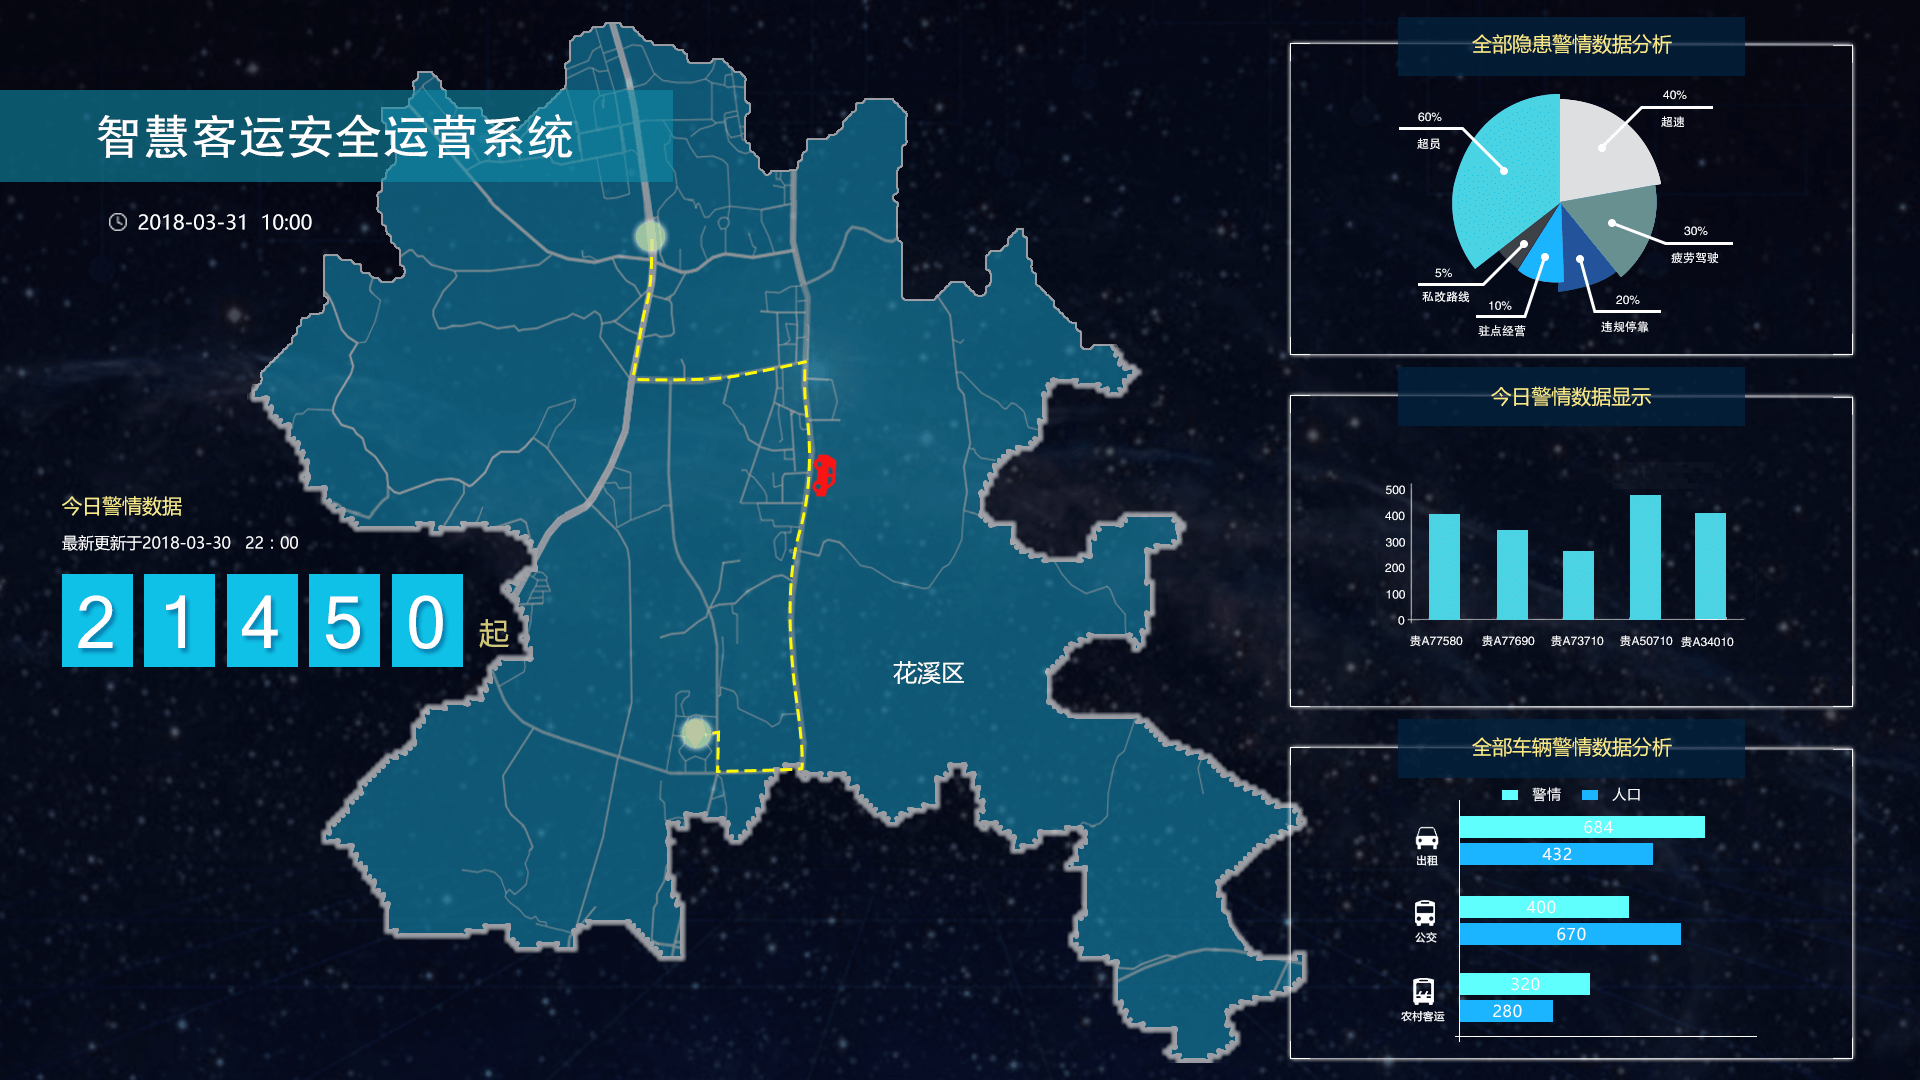 智慧客运安全运营系统
2018-03-31 10:00
今日警情数据
最新更新于2018-03-30 22：00
21450 起
花溪区
全部隐患警情数据分析
40%
超速
60%
超员
30%
疲劳驾驶
5%
私改路线
20%
违规停靠
10%
驻点经营
今日警情数据显示
500
400
300
200
100
0
贵A77580 贵A77690 贵A73710 贵A50710 贵A34010
全部车辆警情数据分析
警情 人口
684
432
出租
400
670
公交
320
280
农村客运